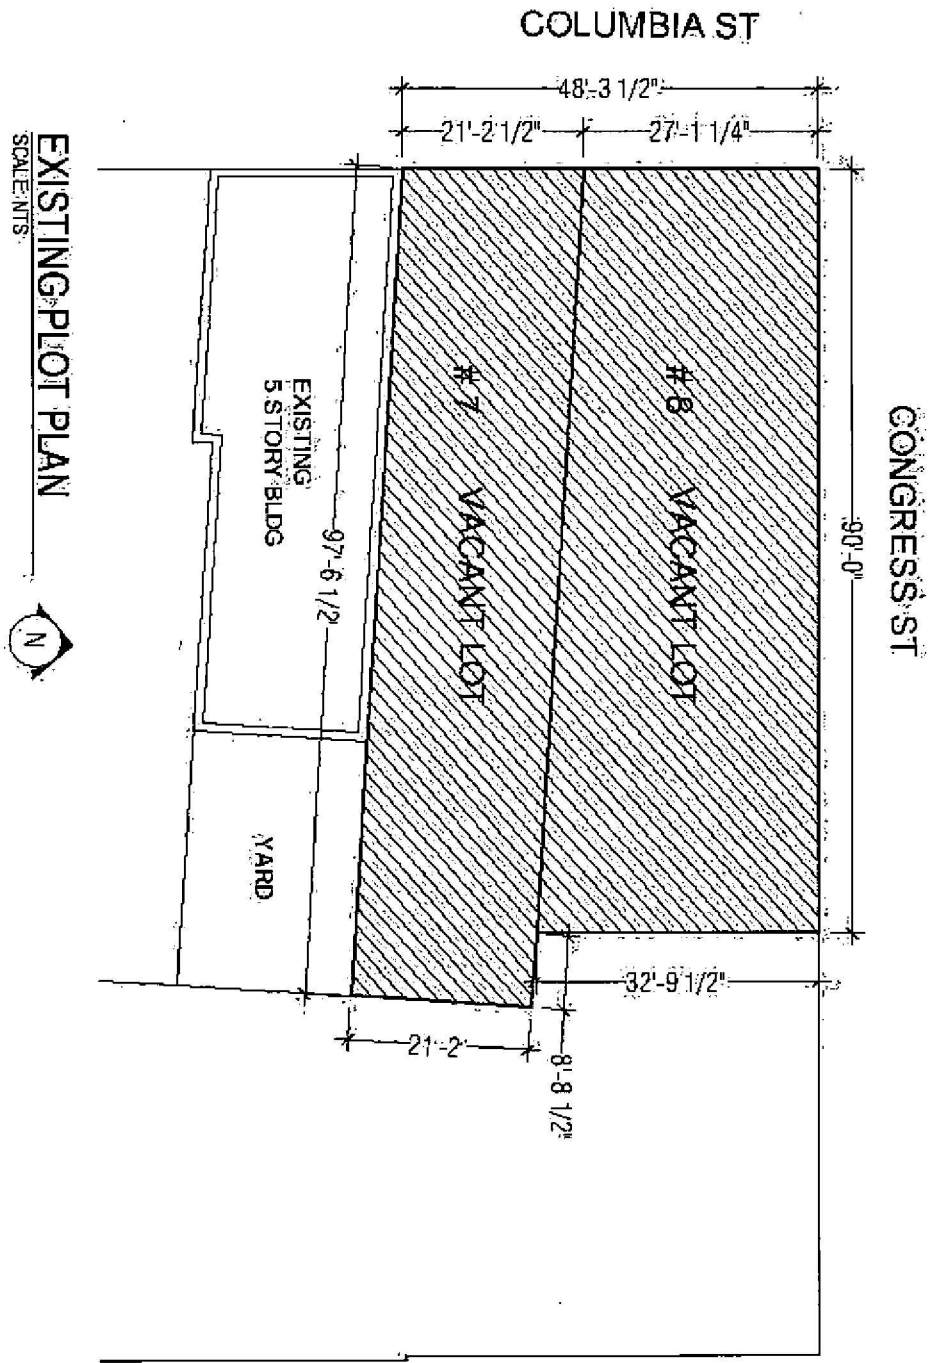 COLUMBIA ST
48'-3 1/2"
21'-2 1/2"
27'-1 1/4"
CONGRESS ST
90'-0"
#8 VACANT LOT
#7 VACANT LOT
97'-6 1/2'
EXISTING
5 STORY BLDG
YARD
32'-9 1/2"
21'-2"
8'-8 1/2"
EXISTING PLOT PLAN
SCALE: NTS
N